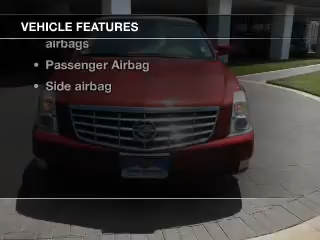 VEHICLE FEATURES
airbags
• Passenger Airbag
• Side airbag